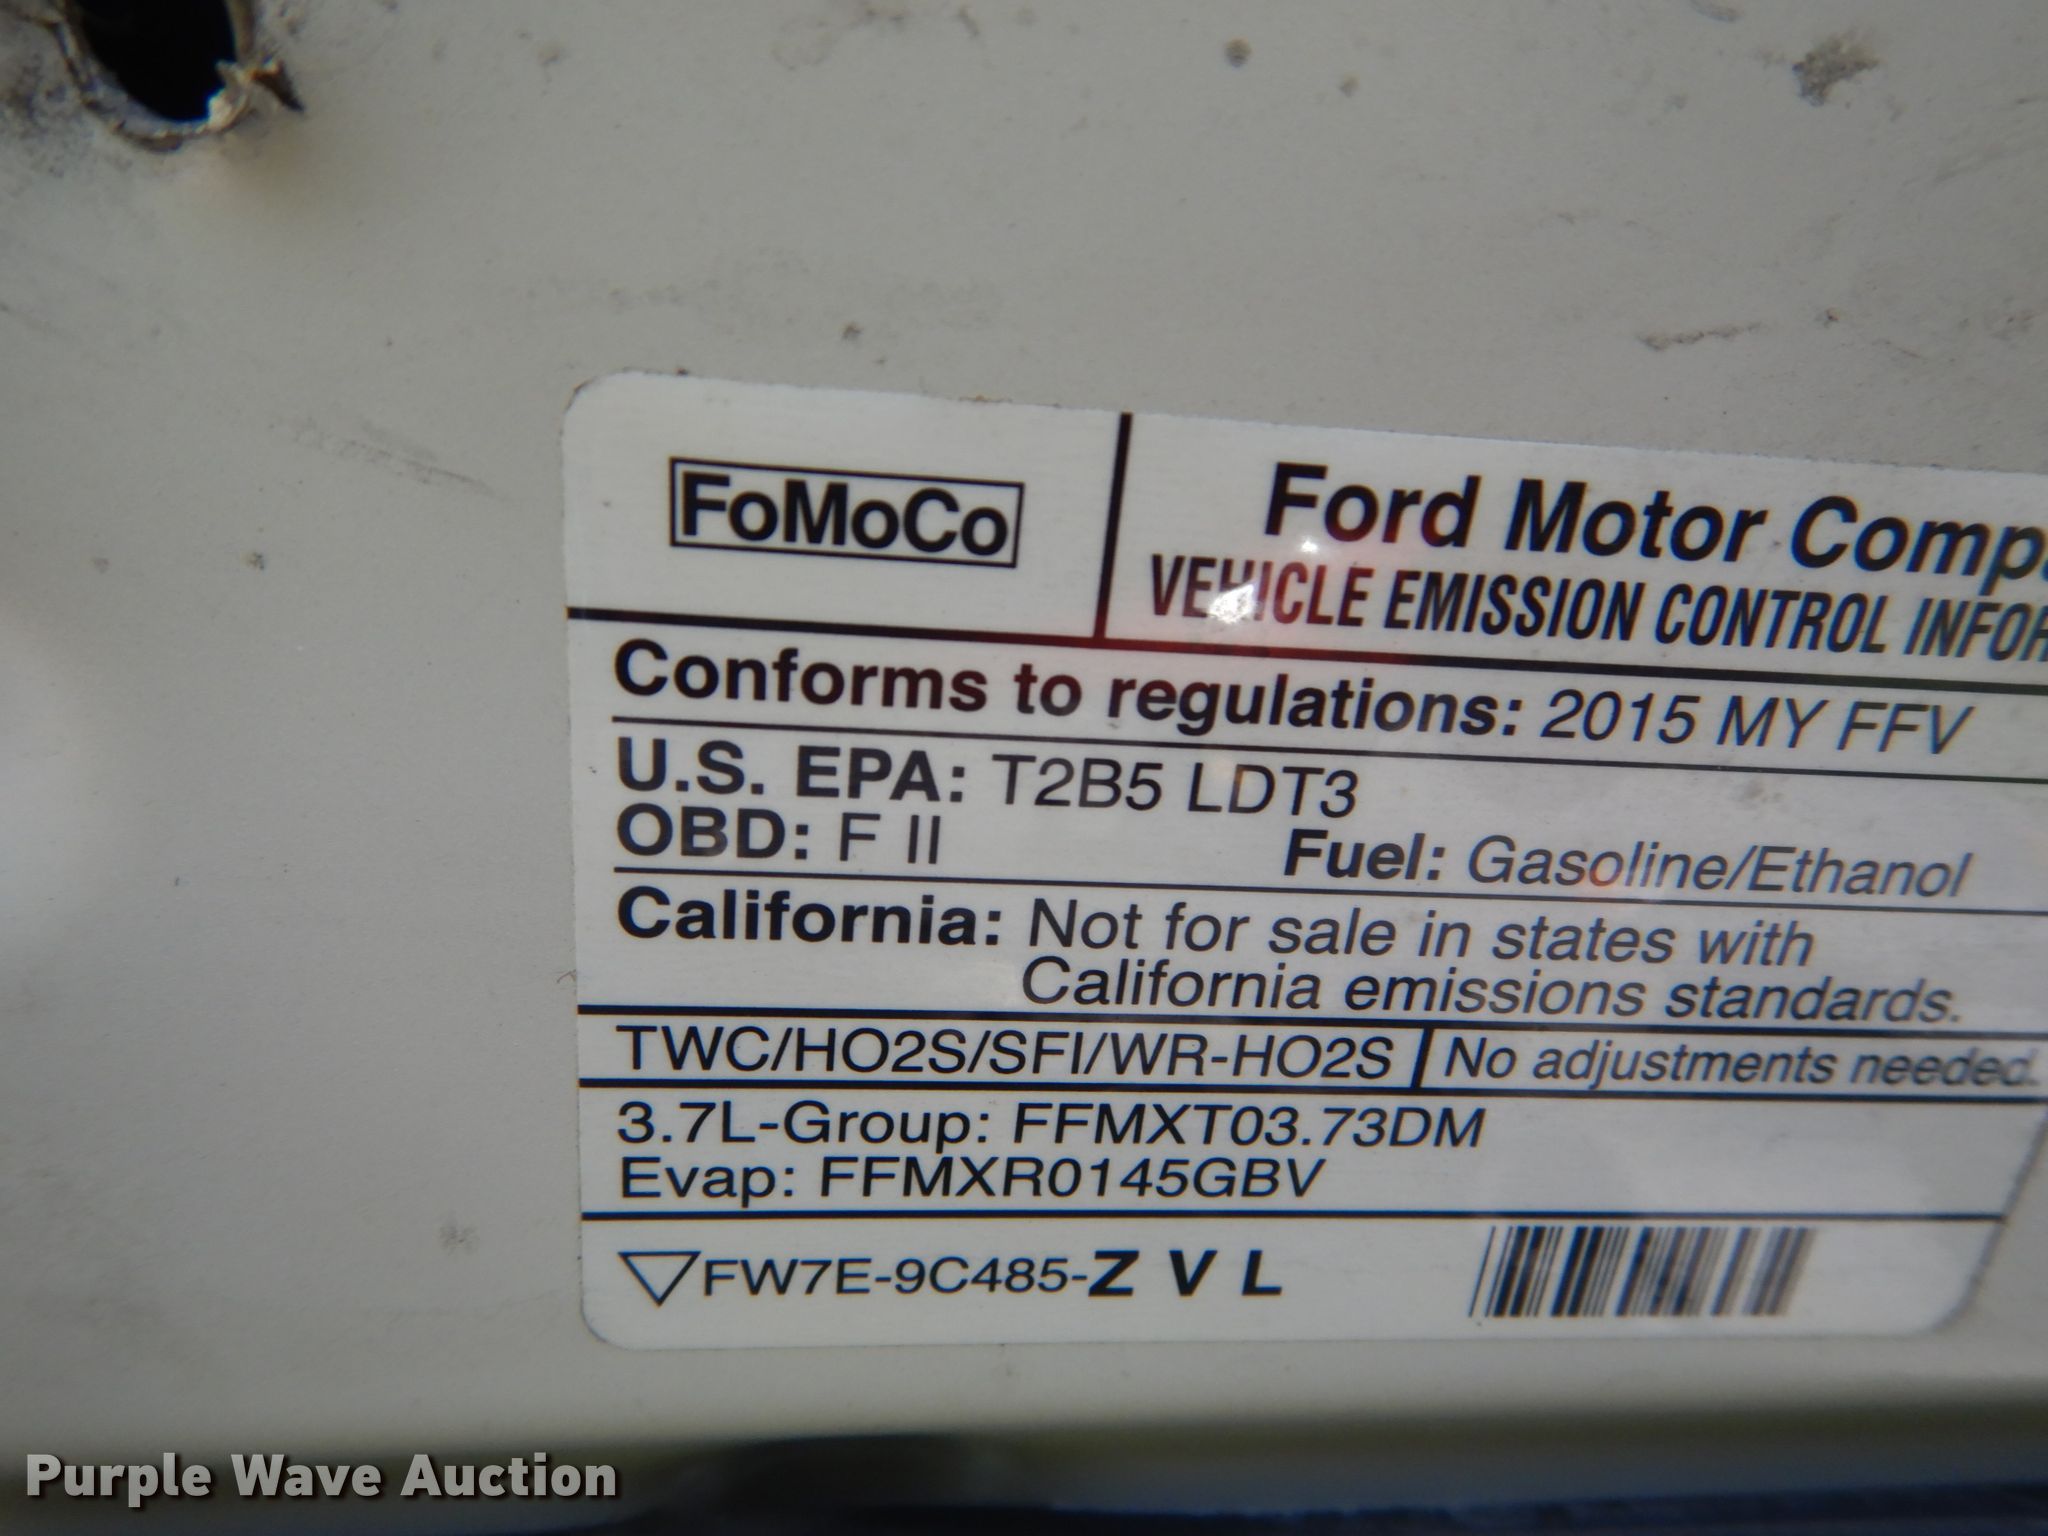 FoMoCo
Ford Motor
VEHICLE EMISSION CONTROL
Conforms to regulations: 2015 MY FFV
U.S. EPA: T2B5 LDT3
OBD: F II Fuel: Gasoline/Ethanol
California: Not for sale in states with
California emissions standards.
TWC/HO2S/SFI/WR-HO2S No adjustments needed.
3.7L-Group: FFMXT03.73DM
Evap: FFMXR0145GBV
FW7E-9C485-Z V L
Purple Wave Auction